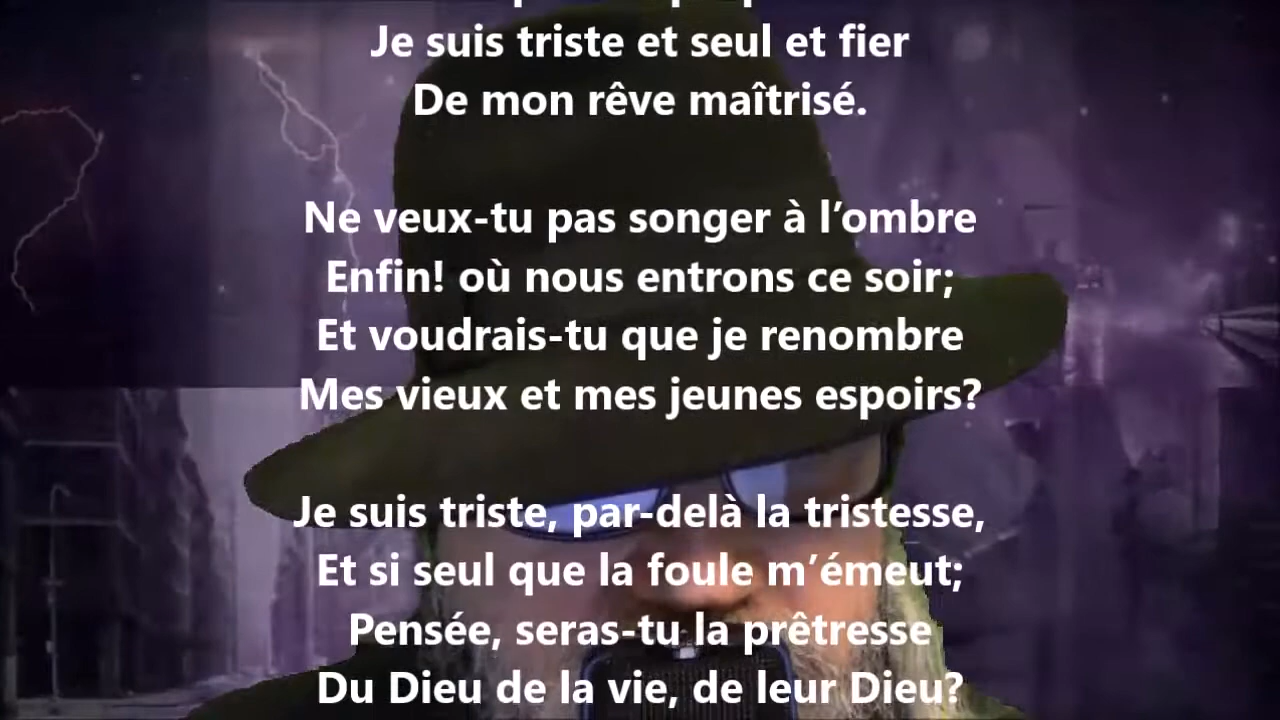 Je suis triste et seul et fier
De mon rêve maîtrisé.
Ne veux-tu pas songer à l’ombre
Enfin! où nous entrons ce soir;
Et voudrais-tu que je renombre
Mes vieux et mes jeunes espoirs?
Je suis triste, par-delà la tristesse,
Et si seul que la foule m’émeut;
Pensée, seras-tu la prêtresse
Du Dieu de la vie, de leur Dieu?